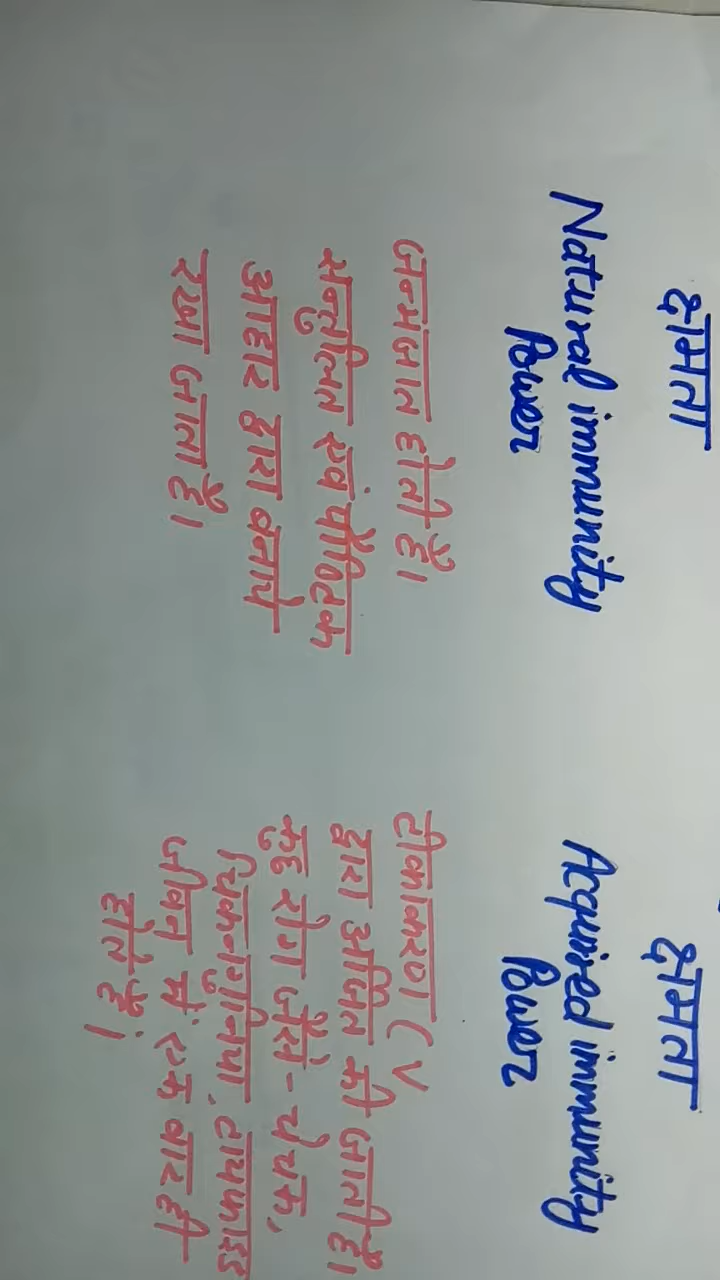 क्षमता
Natural immunity
Power
जन्मजात होती है।
सन्तुलित एवं पौष्टिक
आहार द्वारा बनाये
रखा जाता है।
क्षमता
Acquired immunity
Power
टीकाकरण (V
द्वारा अर्जित की जाती है।
कुछ रोग जैसे - चेचक,
चिकनगुनिया, टायफाइड
जीवन में एक बार ही
होते हैं।